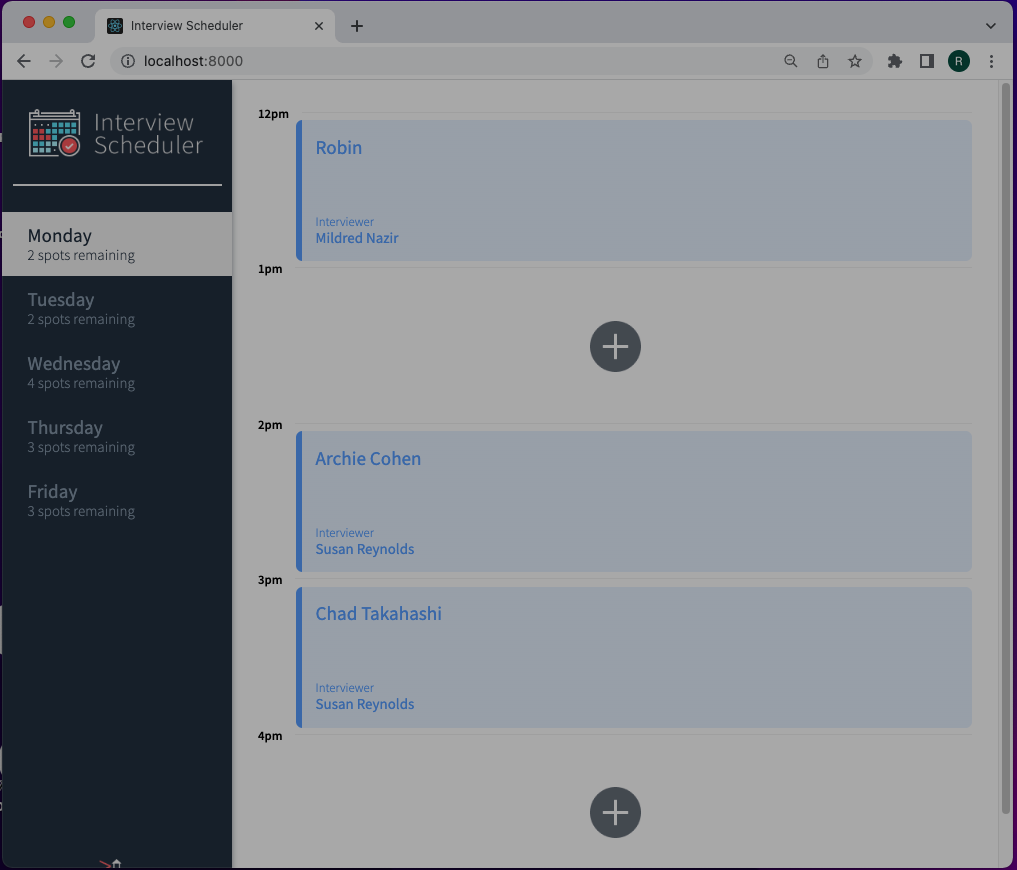 Interview Scheduler
localhost:8000
R
Interview
Scheduler
Monday
2 spots remaining
Tuesday
2 spots remaining
Wednesday
4 spots remaining
Thursday
3 spots remaining
Friday
3 spots remaining
12pm
Robin
Interviewer
Mildred Nazir
1pm
2pm
Archie Cohen
Interviewer
Susan Reynolds
3pm
Chad Takahashi
Interviewer
Susan Reynolds
4pm